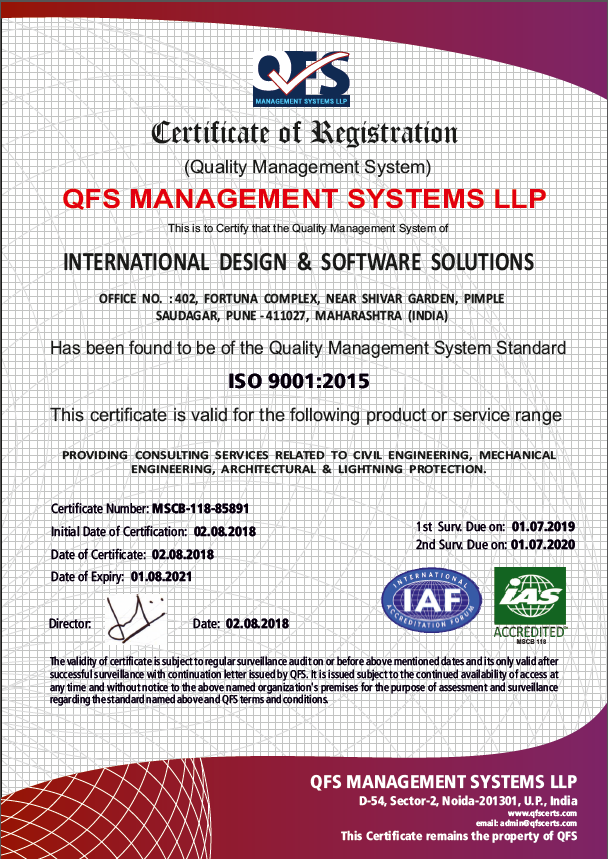 QFS
MANAGEMENT SYSTEMS LLP
Certificate of Registration
(Quality Management System)
QFS MANAGEMENT SYSTEMS LLP
This is to Certify that the Quality Management System of
INTERNATIONAL DESIGN & SOFTWARE SOLUTIONS
OFFICE NO. : 402, FORTUNA COMPLEX, NEAR SHIVAR GARDEN, PIMPLE
SAUDAGAR, PUNE - 411027, MAHARASHTRA (INDIA)
Has been found to be of the Quality Management System Standard
ISO 9001:2015
This certificate is valid for the following product or service range
PROVIDING CONSULTING SERVICES RELATED TO CIVIL ENGINEERING, MECHANICAL
ENGINEERING, ARCHITECTURAL & LIGHTNING PROTECTION.
Certificate Number: MSCB-118-85891
Initial Date of Certification: 02.08.2018
Date of Certificate: 02.08.2018
Date of Expiry: 01.08.2021
1st Surv. Due on: 01.07.2019
2nd Surv. Due on: 01.07.2020
Director:
Date: 02.08.2018
INTERNATIONAL
IAF
ACCREDITATION FORUM
IAS
ACCREDITED™
MSCB 118
The validity of certificate is subject to regular surveillance audit on or before above mentioned dates and its only valid after
successful surveillance with continuation letter issued by QFS. It is issued subject to the continued availability of access at
any time and without notice to the above named organization's premises for the purpose of assessment and surveillance
regarding the standard named above and QFS terms and conditions.
QFS MANAGEMENT SYSTEMS LLP
D-54, Sector-2, Noida-201301, U.P., India
www.qfscerts.com
email: admin@qfscerts.com
This Certificate remains the property of QFS